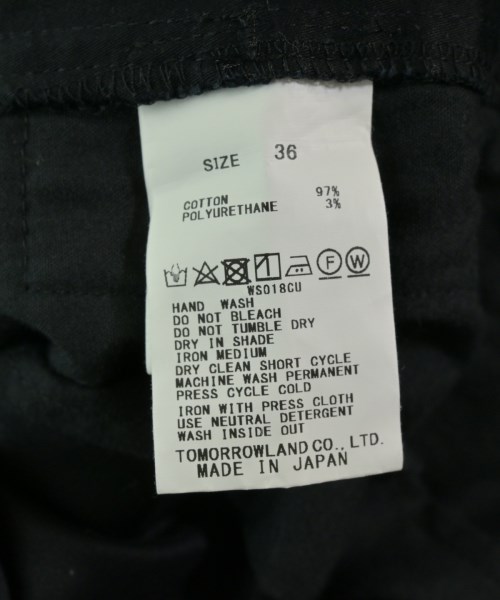 SIZE 36
COTTON 97%
POLYURETHANE 3%
F W
WS018CU
HAND WASH
DO NOT BLEACH
DO NOT TUMBLE DRY
DRY IN SHADE
IRON MEDIUM
DRY CLEAN SHORT CYCLE
MACHINE WASH PERMANENT
PRESS CYCLE COLD
IRON WITH PRESS CLOTH
USE NEUTRAL DETERGENT
WASH INSIDE OUT
TOMORROWLAND CO., LTD.
MADE IN JAPAN